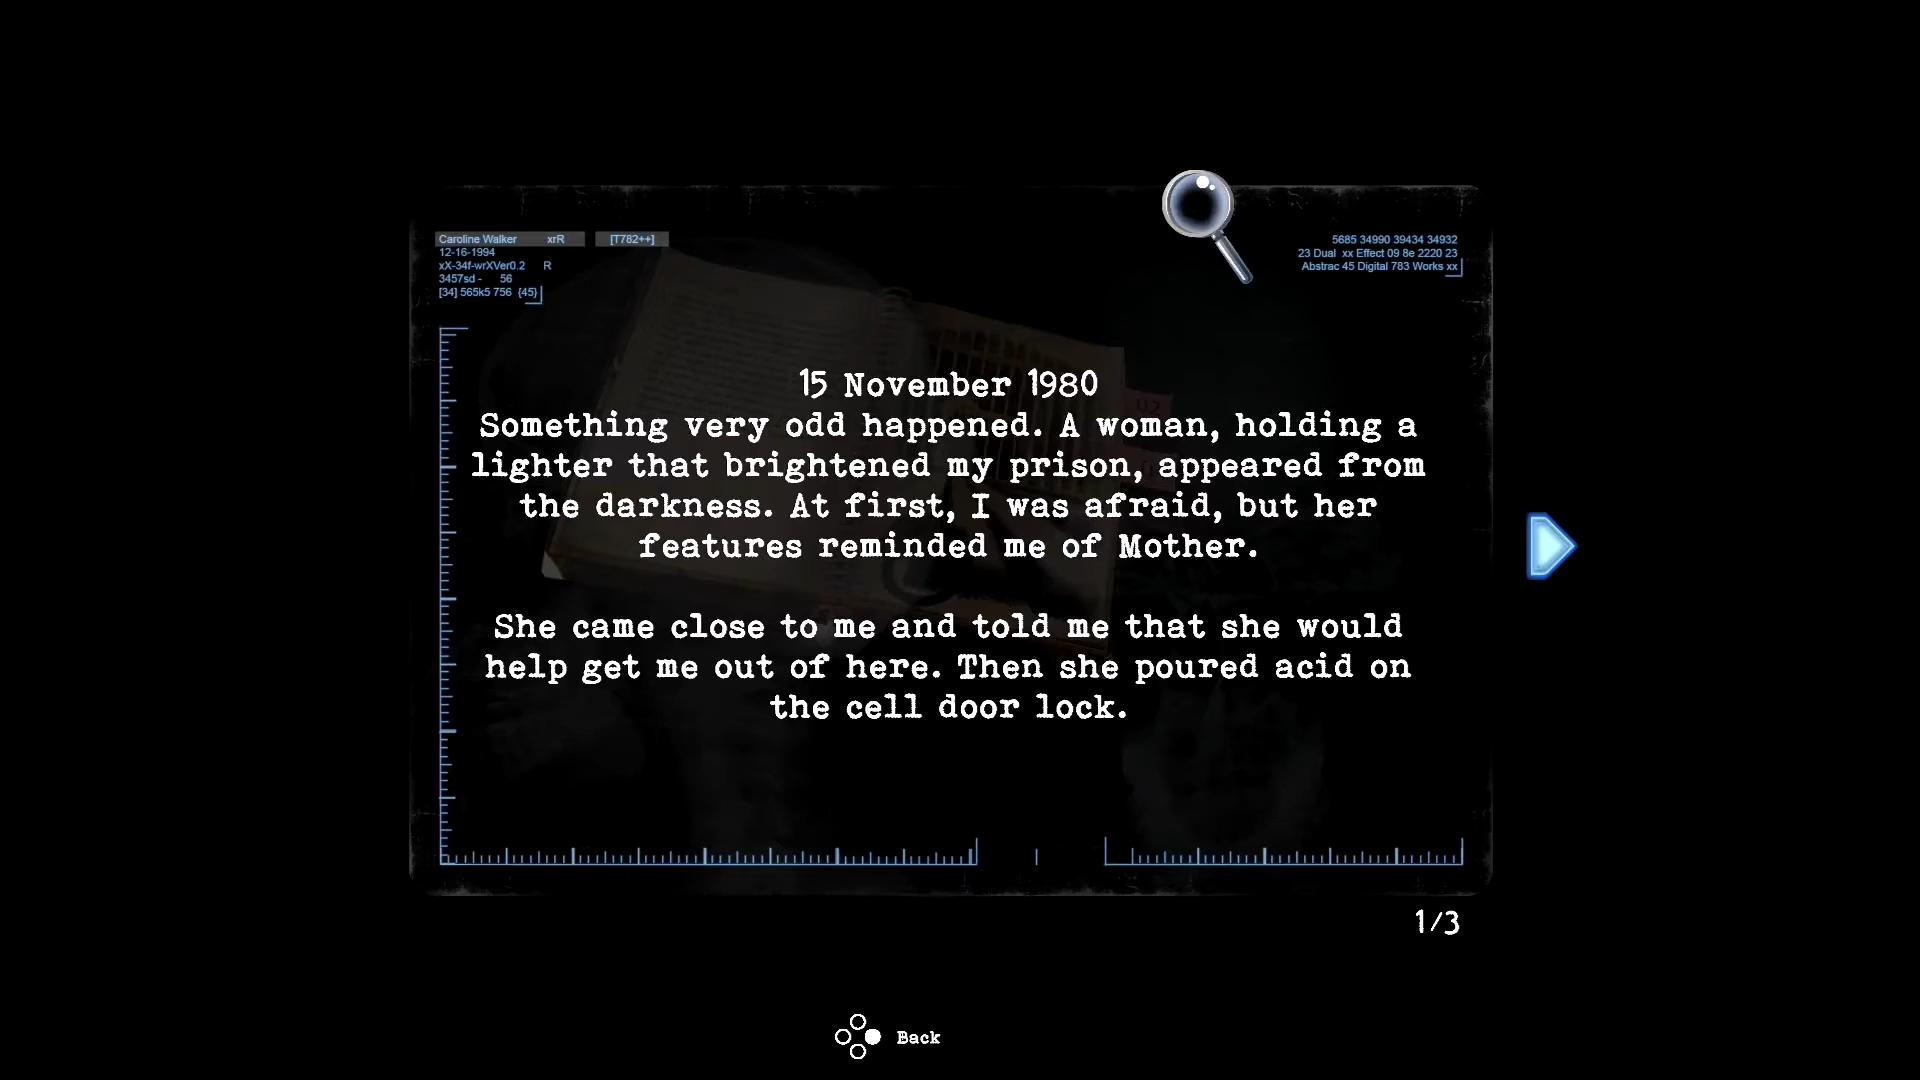 Caroline Walker xrR [T782++]
12-16-1994
xX-34f-wrXVer0.2 R
3457sd - 56
[34] 565k5 756 {45}
5685 34990 39434 34932
23 Dual xx Effect 09 8e 2220 23
Abstrac 45 Digital 783 Works xx
15 November 1980
Something very odd happened. A woman, holding a
lighter that brightened my prison, appeared from
the darkness. At first, I was afraid, but her
features reminded me of Mother.
She came close to me and told me that she would
help get me out of here. Then she poured acid on
the cell door lock.
1/3
Back